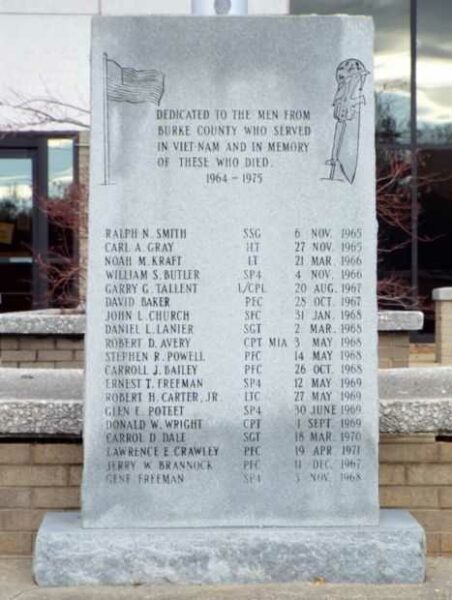 DEDICATED TO THE MEN FROM
BURKE COUNTY WHO SERVED
IN VIET-NAM AND IN MEMORY
OF THESE WHO DIED.
1964 - 1975
RALPH N. SMITH SSG 6 NOV. 1965
CARL A. GRAY 27 NOV. 1965
NOAH M. KRAFT LT 21 MAR. 1966
WILLIAM S. BUTLER SP4 4 NOV. 1966
GARRY G. TALLENT L/CPL 20 AUG. 1967
DAVID BAKER PFC 28 OCT. 1967
JOHN L. CHURCH SFC 31 JAN. 1968
DANIEL L. LANIER SGT 2 MAR. 1968
ROBERT D. AVERY CPT MIA 3 MAY 1968
STEPHEN R. POWELL PFC 14 MAY 1968
CARROLL J. BAILEY PFC 26 OCT. 1968
ERNEST T. FREEMAN SP4 12 MAY 1969
ROBERT H. CARTER, JR. LTC 27 MAY 1969
GLEN E. POTEET SP4 30 JUNE 1969
DONALD W. WRIGHT CPT 1 SEPT. 1969
CARROL D. DALE SGT 18 MAR. 1970
LAWRENCE E. CRAWLEY PFC 19 APR. 1971
JERRY W. BRANNOCK PFC 11 DEC. 1967
GENE FREEMAN SP4 3 NOV. 1968